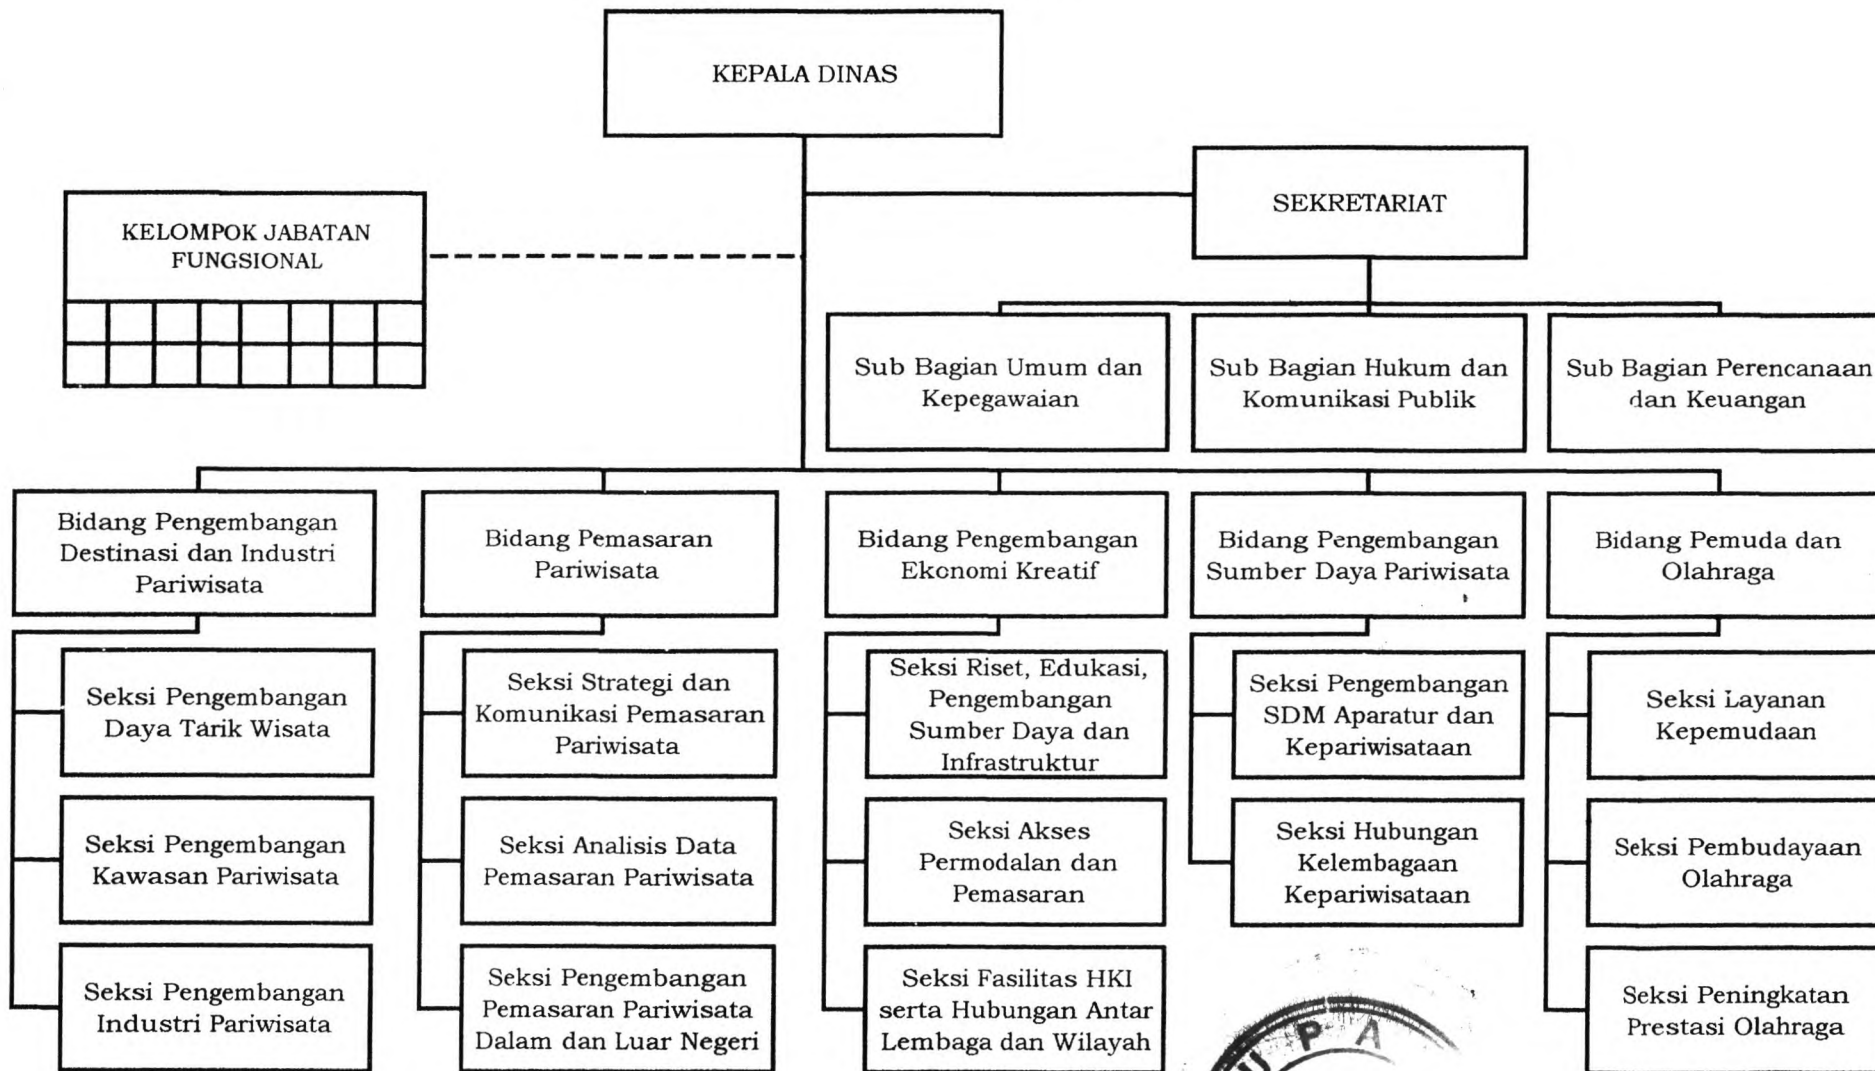 KEPALA DINAS
SEKRETARIAT
KELOMPOK JABATAN
FUNGSIONAL
Sub Bagian Umum dan
Kepegawaian
Sub Bagian Hukum dan
Komunikasi Publik
Sub Bagian Perencanaan
dan Keuangan
Bidang Pengembangan
Destinasi dan Industri
Pariwisata
Bidang Pemasaran
Pariwisata
Bidang Pengembangan
Ekonomi Kreatif
Bidang Pengembangan
Sumber Daya Pariwisata
Bidang Pemuda dan
Olahraga
Seksi Pengembangan
Daya Tarik Wisata
Seksi Strategi dan
Komunikasi Pemasaran
Pariwisata
Seksi Riset, Edukasi,
Pengembangan
Sumber Daya dan
Infrastruktur
Seksi Pengembangan
SDM Aparatur dan
Kepariwisataan
Seksi Layanan
Kepemudaan
Seksi Pengembangan
Kawasan Pariwisata
Seksi Analisis Data
Pemasaran Pariwisata
Seksi Akses
Permodalan dan
Pemasaran
Seksi Hubungan
Kelembagaan
Kepariwisataan
Seksi Pembudayaan
Olahraga
Seksi Pengembangan
Industri Pariwisata
Seksi Pengembangan
Pemasaran Pariwisata
Dalam dan Luar Negeri
Seksi Fasilitas HKI
serta Hubungan Antar
Lembaga dan Wilayah
Seksi Peningkatan
Prestasi Olahraga
UPA